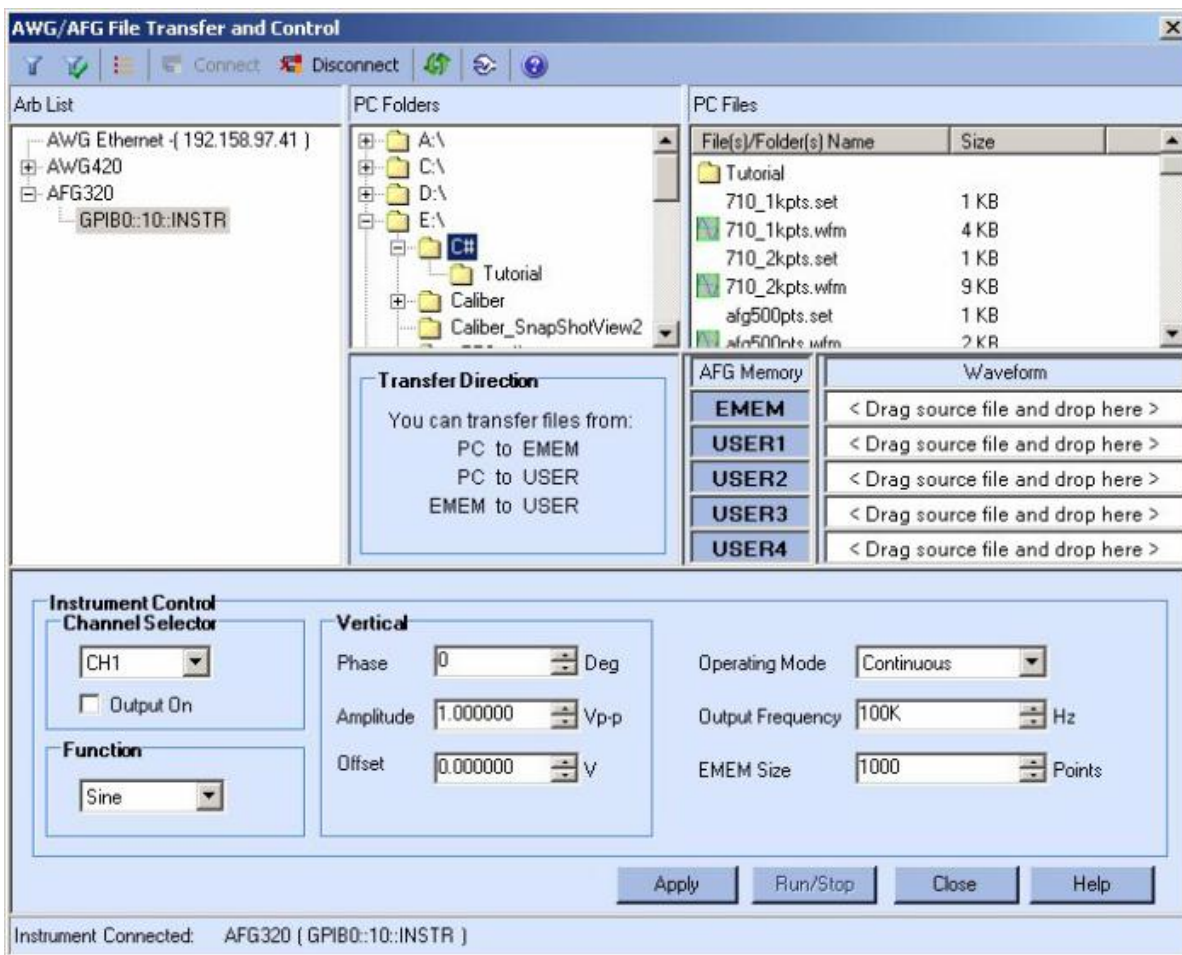 AWG/AFG File Transfer and Control
Connect Disconnect
Arb List
AWG Ethernet -( 192.158.97.41 )
AWG420
AFG320
GPIB0::10::INSTR
PC Folders
A:\
C:\
D:\
E:\
C#
Tutorial
Caliber
Caliber_SnapShotView2
PC Files
File(s)/Folder(s) Name Size
Tutorial
710_1kpts.set 1 KB
710_1kpts.wfm 4 KB
710_2kpts.set 1 KB
710_2kpts.wfm 9 KB
afg500pts.set 1 KB
afg500pts.wfm 2 KB
Transfer Direction
You can transfer files from:
PC to EMEM
PC to USER
EMEM to USER
AFG Memory Waveform
EMEM < Drag source file and drop here >
USER1 < Drag source file and drop here >
USER2 < Drag source file and drop here >
USER3 < Drag source file and drop here >
USER4 < Drag source file and drop here >
Instrument Control
Channel Selector
CH1
Output On
Function
Sine
Vertical
Phase 0 Deg
Amplitude 1.000000 Vp-p
Offset 0.000000 V
Operating Mode Continuous
Output Frequency 100K Hz
EMEM Size 1000 Points
Apply Run/Stop Close Help
Instrument Connected: AFG320 ( GPIB0::10::INSTR )